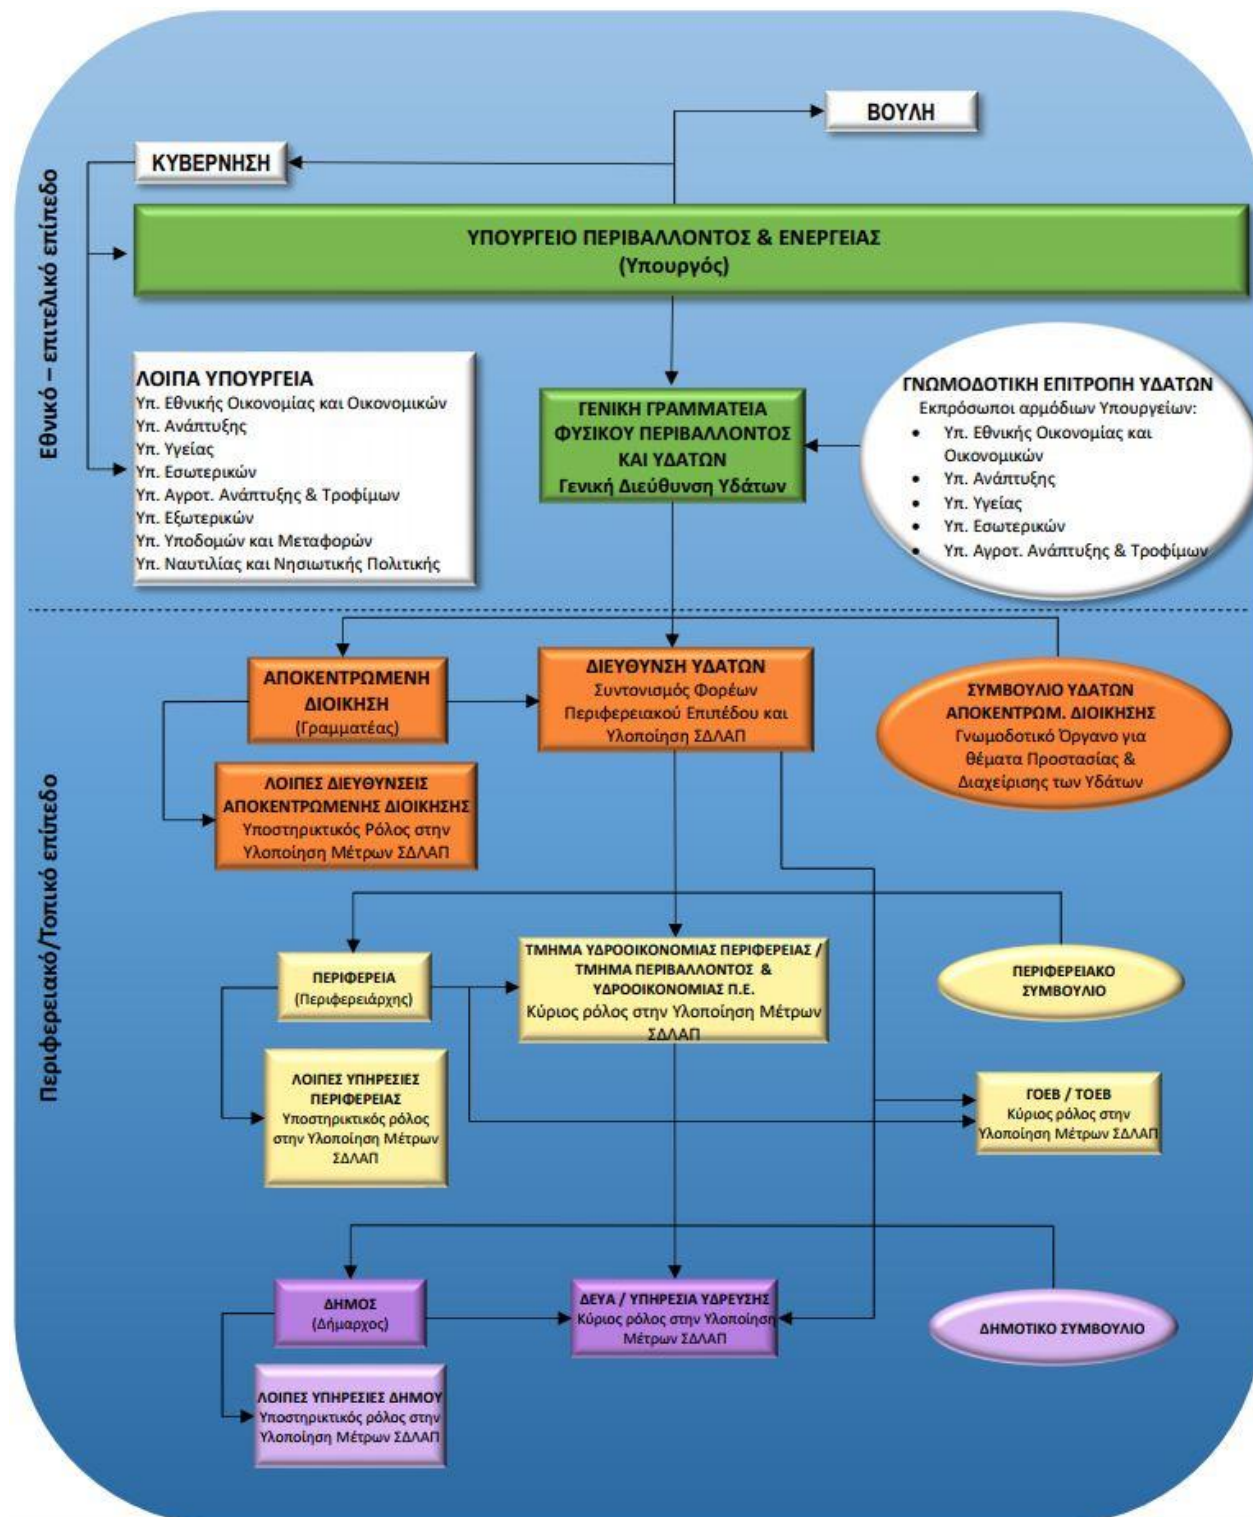 ΒΟΥΛΗ
ΚΥΒΕΡΝΗΣΗ
Εθνικό – επιτελικό επίπεδο
ΥΠΟΥΡΓΕΙΟ ΠΕΡΙΒΑΛΛΟΝΤΟΣ & ΕΝΕΡΓΕΙΑΣ
(Υπουργός)
ΛΟΙΠΑ ΥΠΟΥΡΓΕΙΑ
Υπ. Εθνικής Οικονομίας και Οικονομικών
Υπ. Ανάπτυξης
Υπ. Υγείας
Υπ. Εσωτερικών
Υπ. Αγροτ. Ανάπτυξης & Τροφίμων
Υπ. Εξωτερικών
Υπ. Υποδομών και Μεταφορών
Υπ. Ναυτιλίας και Νησιωτικής Πολιτικής
ΓΕΝΙΚΗ ΓΡΑΜΜΑΤΕΙΑ
ΦΥΣΙΚΟΥ ΠΕΡΙΒΑΛΛΟΝΤΟΣ
ΚΑΙ ΥΔΑΤΩΝ
Γενική Διεύθυνση Υδάτων
ΓΝΩΜΟΔΟΤΙΚΗ ΕΠΙΤΡΟΠΗ ΥΔΑΤΩΝ
Εκπρόσωποι αρμόδιων Υπουργείων:
• Υπ. Εθνικής Οικονομίας και
Οικονομικών
• Υπ. Ανάπτυξης
• Υπ. Υγείας
• Υπ. Εσωτερικών
• Υπ. Αγροτ. Ανάπτυξης & Τροφίμων
Περιφερειακό/Τοπικό επίπεδο
ΑΠΟΚΕΝΤΡΩΜΕΝΗ
ΔΙΟΙΚΗΣΗ
(Γραμματέας)
ΔΙΕΥΘΥΝΣΗ ΥΔΑΤΩΝ
Συντονισμός Φορέων
Περιφερειακού Επιπέδου και
Υλοποίηση ΣΔΛΑΠ
ΣΥΜΒΟΥΛΙΟ ΥΔΑΤΩΝ
ΑΠΟΚΕΝΤΡΩΜ. ΔΙΟΙΚΗΣΗΣ
Γνωμοδοτικό Όργανο για
θέματα Προστασίας &
Διαχείρισης των Υδάτων
ΛΟΙΠΕΣ ΔΙΕΥΘΥΝΣΕΙΣ
ΑΠΟΚΕΝΤΡΩΜΕΝΗΣ ΔΙΟΙΚΗΣΗΣ
Υποστηρικτικός Ρόλος στην
Υλοποίηση Μέτρων ΣΔΛΑΠ
ΠΕΡΙΦΕΡΕΙΑ
(Περιφερειάρχης)
ΤΜΗΜΑ ΥΔΡΟΟΙΚΟΝΟΜΙΑΣ ΠΕΡΙΦΕΡΕΙΑΣ /
ΤΜΗΜΑ ΠΕΡΙΒΑΛΛΟΝΤΟΣ &
ΥΔΡΟΟΙΚΟΝΟΜΙΑΣ Π.Ε.
Κύριος ρόλος στην Υλοποίηση Μέτρων
ΣΔΛΑΠ
ΠΕΡΙΦΕΡΕΙΑΚΟ
ΣΥΜΒΟΥΛΙΟ
ΛΟΙΠΕΣ ΥΠΗΡΕΣΙΕΣ
ΠΕΡΙΦΕΡΕΙΑΣ
Υποστηρικτικός ρόλος
στην Υλοποίηση Μέτρων
ΣΔΛΑΠ
ΓΟΕΒ / ΤΟΕΒ
Κύριος ρόλος στην
Υλοποίηση Μέτρων ΣΔΛΑΠ
ΔΗΜΟΣ
(Δήμαρχος)
ΔΕΥΑ / ΥΠΗΡΕΣΙΑ ΥΔΡΕΥΣΗΣ
Κύριος ρόλος στην Υλοποίηση
Μέτρων ΣΔΛΑΠ
ΔΗΜΟΤΙΚΟ ΣΥΜΒΟΥΛΙΟ
ΛΟΙΠΕΣ ΥΠΗΡΕΣΙΕΣ ΔΗΜΟΥ
Υποστηρικτικός ρόλος στην
Υλοποίηση Μέτρων ΣΔΛΑΠ